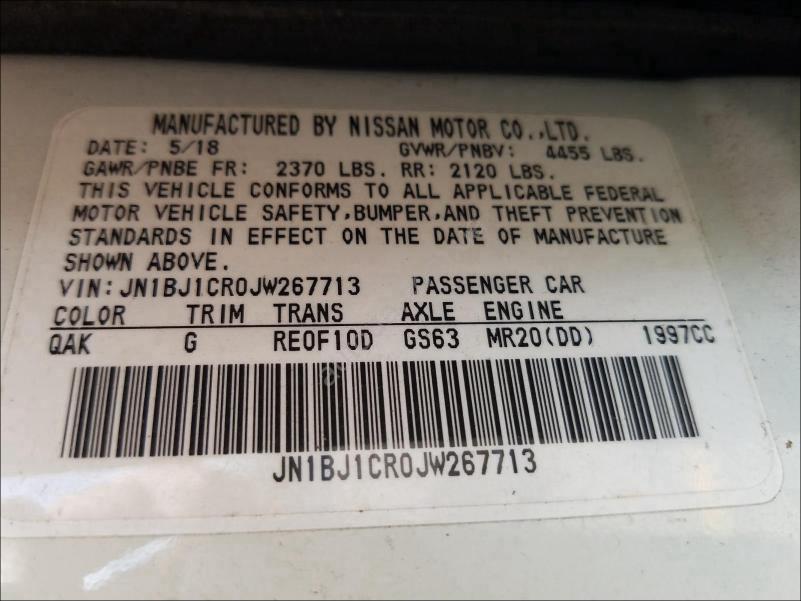 MANUFACTURED BY NISSAN MOTOR CO.,LTD.
DATE: 5/18 GVWR/PNBV: 4455 LBS.
GAWR/PNBE FR: 2370 LBS. RR: 2120 LBS.
THIS VEHICLE CONFORMS TO ALL APPLICABLE FEDERAL
MOTOR VEHICLE SAFETY,BUMPER,AND THEFT PREVENTION
STANDARDS IN EFFECT ON THE DATE OF MANUFACTURE
SHOWN ABOVE.
VIN:JN1BJ1CR0JW267713 PASSENGER CAR
COLOR TRIM TRANS AXLE ENGINE
QAK G RE0F10D GS63 MR20(DD) 1997CC
JN1BJ1CR0JW267713